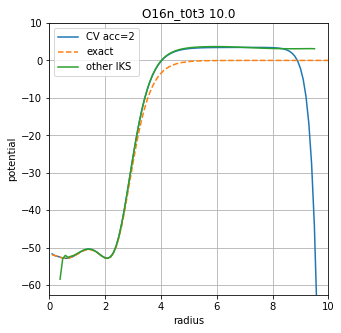 O16n_t0t3 10.0
CV acc=2
exact
other IKS
10
0
−10
−20
−30
−40
−50
−60
potential
0
2
4
6
8
10
radius